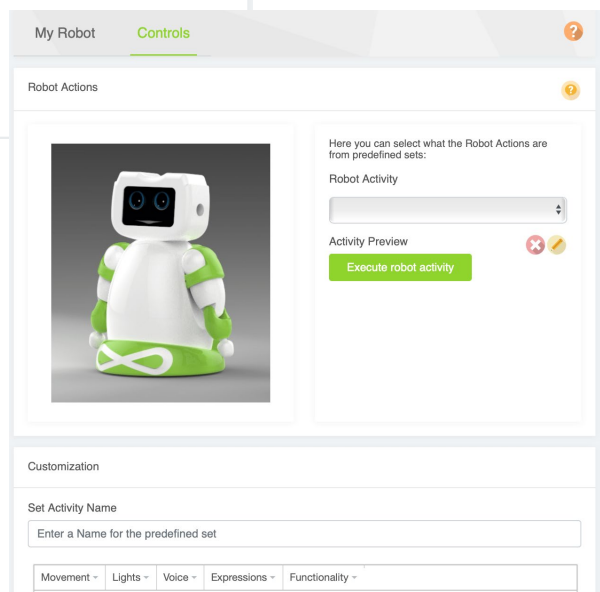 My Robot
Controls
?
Robot Actions
?
Here you can select what the Robot Actions are
from predefined sets:
Robot Activity
Activity Preview
Execute robot activity
Customization
Set Activity Name
Enter a Name for the predefined set
Movement
Lights
Voice
Expressions
Functionality